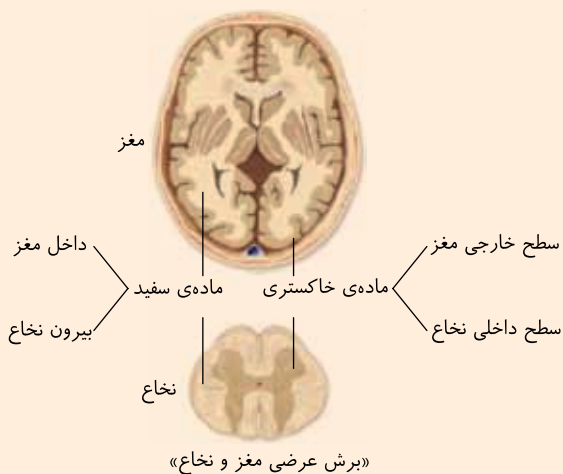 مغز
سطح خارجی مغز
داخل مغز
ماده‌ی خاکستری
ماده‌ی سفید
سطح داخلی نخاع
بیرون نخاع
نخاع
«برش عرضی مغز و نخاع»